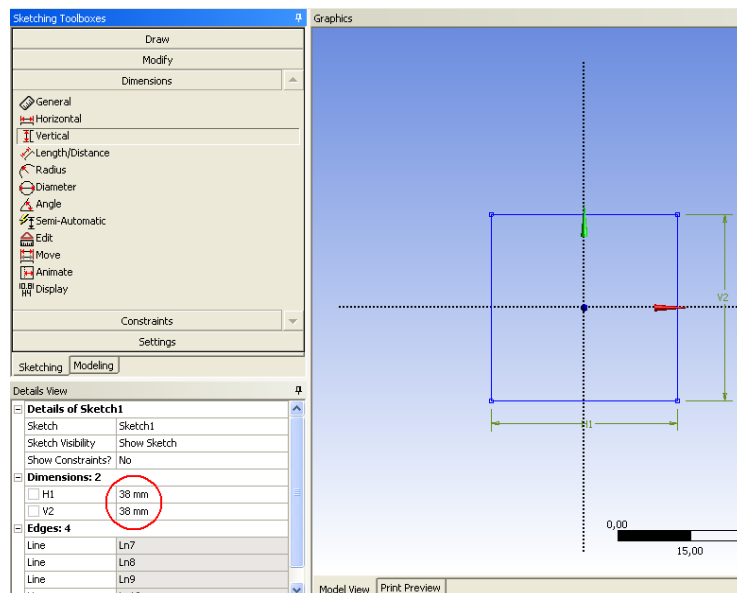 Sketching Toolboxes
Draw
Modify
Dimensions
General
Horizontal
Vertical
Length/Distance
Radius
Diameter
Angle
Semi-Automatic
Edit
Move
Animate
Display
Constraints
Settings
Sketching Modeling
Details View
Details of Sketch1
Sketch Sketch1
Sketch Visibility Show Sketch
Show Constraints? No
Dimensions: 2
H1 38 mm
V2 38 mm
Edges: 4
Line Ln7
Line Ln8
Line Ln9
Graphics
V2
H1
0,00
15,00
Model View Print Preview